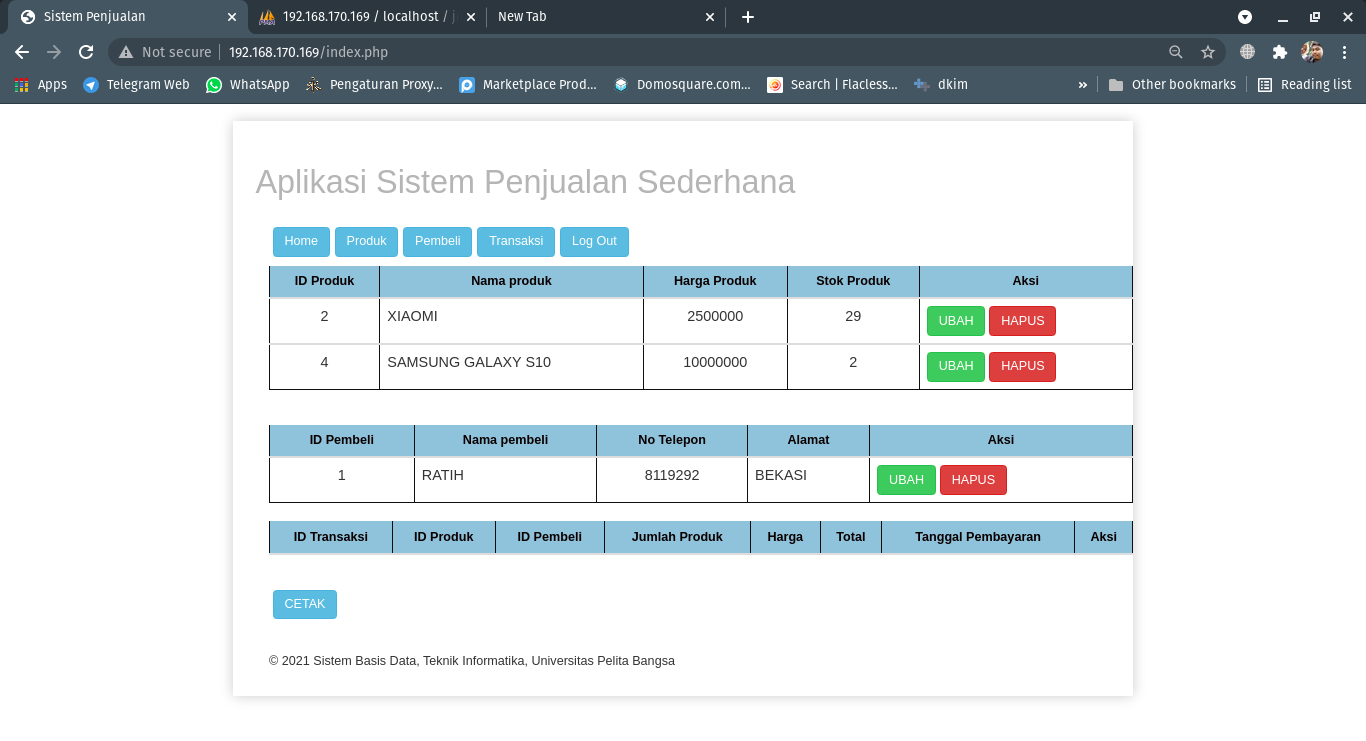 Sistem Penjualan
192.168.170.169 / localhost / j
New Tab
Not secure
192.168.170.169/index.php
Apps Telegram Web WhatsApp Pengaturan Proxy... Marketplace Prod... Domosquare.com... Search | Flacless... dkim » Other bookmarks Reading list
Aplikasi Sistem Penjualan Sederhana
Home Produk Pembeli Transaksi Log Out
ID Produk Nama produk Harga Produk Stok Produk Aksi
2 XIAOMI 2500000 29 UBAH HAPUS
4 SAMSUNG GALAXY S10 10000000 2 UBAH HAPUS
ID Pembeli Nama pembeli No Telepon Alamat Aksi
1 RATIH 8119292 BEKASI UBAH HAPUS
ID Transaksi ID Produk ID Pembeli Jumlah Produk Harga Total Tanggal Pembayaran Aksi
CETAK
© 2021 Sistem Basis Data, Teknik Informatika, Universitas Pelita Bangsa